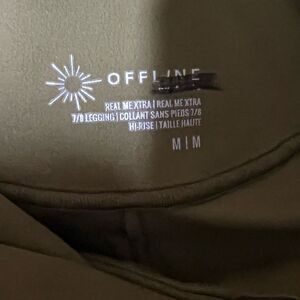 OFFLINE
REAL ME XTRA | REAL ME XTRA
7/8 LEGGING | COLLANT SANS PIEDS 7/8
HI-RISE | TAILLE HAUTE
M | M